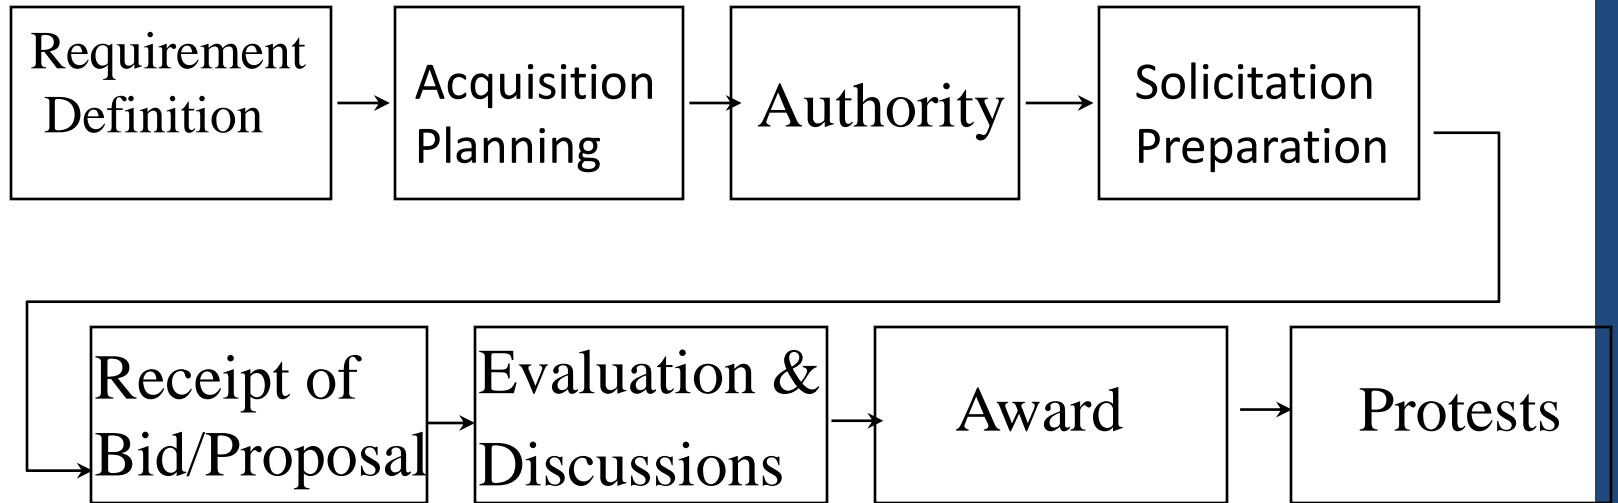 Requirement
Definition
Acquisition
Planning
Authority
Solicitation
Preparation
Receipt of
Bid/Proposal
Evaluation &
Discussions
Award
Protests